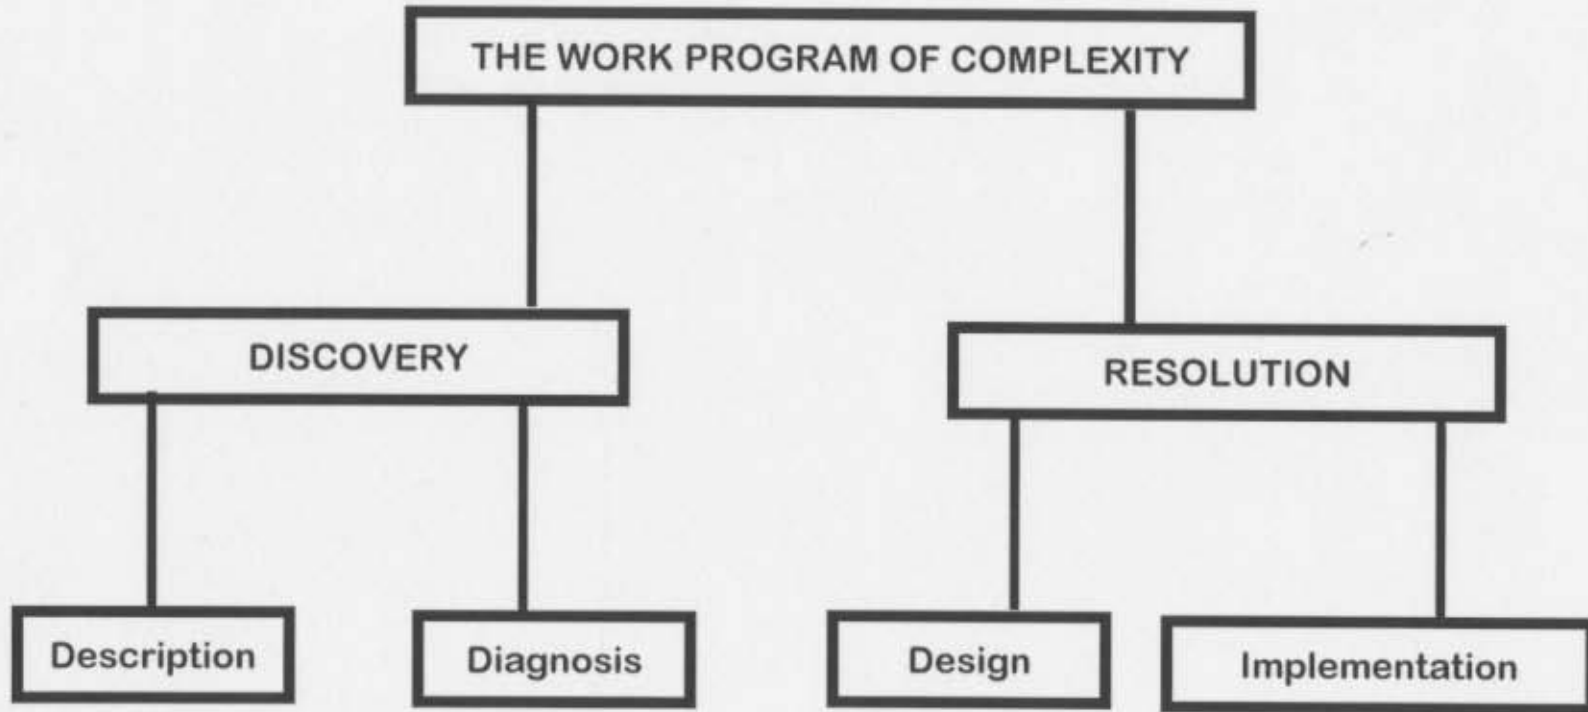 THE WORK PROGRAM OF COMPLEXITY
DISCOVERY
RESOLUTION
Description
Diagnosis
Design
Implementation